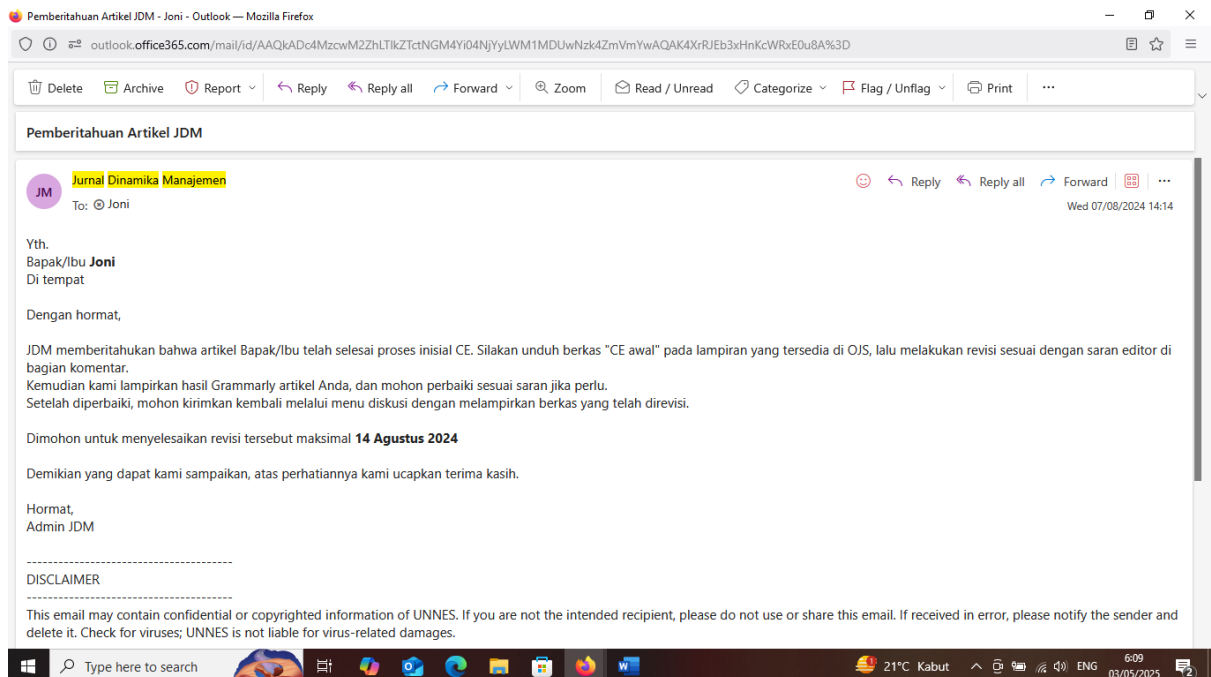 Pemberitahuan Artikel JDM - Joni - Outlook — Mozilla Firefox
outlook.office365.com/mail/id/AAQkADc4MzcwM2ZhLTlkZTctNGM4Yi04NjYyLWM1MDUwNzk4ZmVmYwAQAK4XrRJEb3xHnKcWRxE0u8A%3D
Delete Archive Report Reply Reply all Forward Zoom Read / Unread Categorize Flag / Unflag Print ...
Pemberitahuan Artikel JDM
JM
Jurnal Dinamika Manajemen
Reply Reply all Forward ...
To: Joni
Wed 07/08/2024 14:14
Yth.
Bapak/Ibu Joni
Di tempat
Dengan hormat,
JDM memberitahukan bahwa artikel Bapak/Ibu telah selesai proses inisial CE. Silakan unduh berkas "CE awal" pada lampiran yang tersedia di OJS, lalu melakukan revisi sesuai dengan saran editor di
bagian komentar.
Kemudian kami lampirkan hasil Grammarly artikel Anda, dan mohon perbaiki sesuai saran jika perlu.
Setelah diperbaiki, mohon kirimkan kembali melalui menu diskusi dengan melampirkan berkas yang telah direvisi.
Dimohon untuk menyelesaikan revisi tersebut maksimal 14 Agustus 2024
Demikian yang dapat kami sampaikan, atas perhatiannya kami ucapkan terima kasih.
Hormat,
Admin JDM
---------------------------------------
DISCLAIMER
---------------------------------------
This email may contain confidential or copyrighted information of UNNES. If you are not the intended recipient, please do not use or share this email. If received in error, please notify the sender and
delete it. Check for viruses; UNNES is not liable for virus-related damages.
Type here to search
21°C Kabut
ENG
6:09
03/05/2025
2